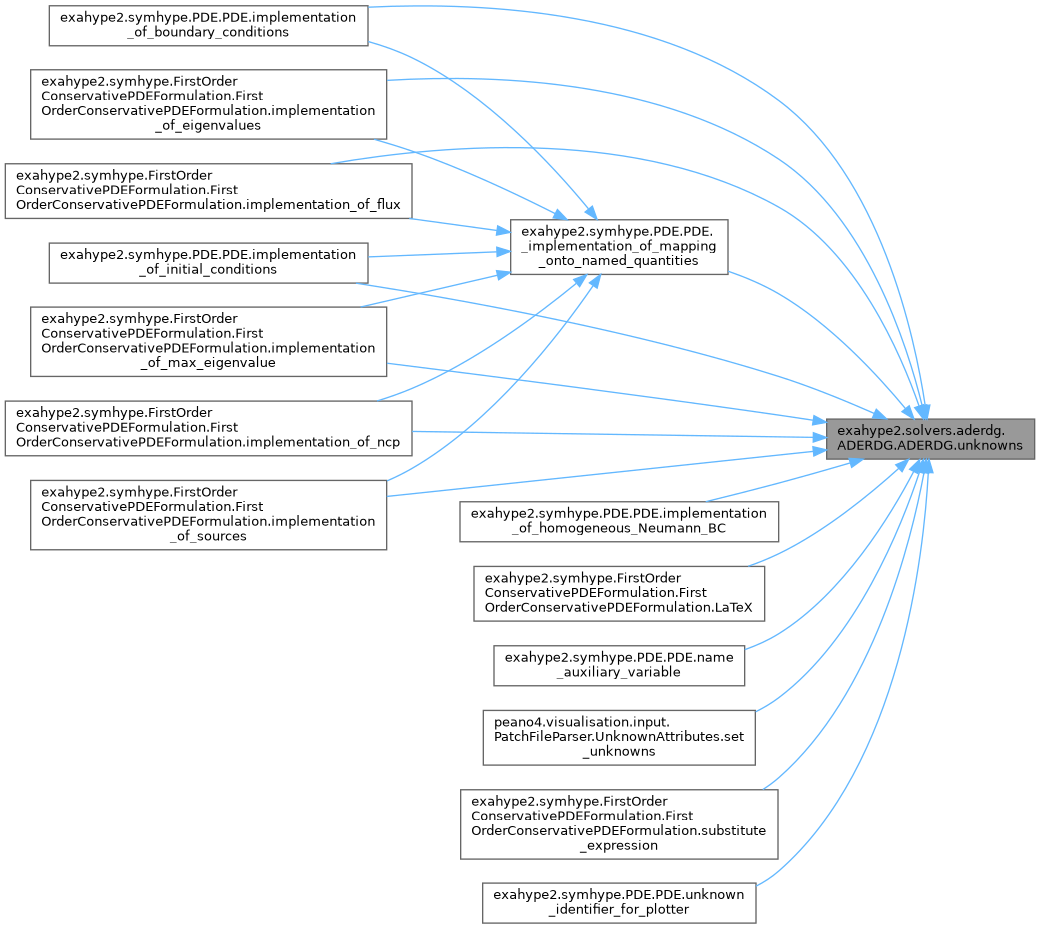 exahype2.symhype.PDE.PDE.implementation
_of_boundary_conditions
exahype2.symhype.FirstOrder
ConservativePDEFormulation.First
OrderConservativePDEFormulation.implementation
_of_eigenvalues
exahype2.symhype.FirstOrder
ConservativePDEFormulation.First
OrderConservativePDEFormulation.implementation_of_flux
exahype2.symhype.PDE.PDE.
_implementation_of_mapping
_onto_named_quantities
exahype2.symhype.PDE.PDE.implementation
_of_initial_conditions
exahype2.symhype.FirstOrder
ConservativePDEFormulation.First
OrderConservativePDEFormulation.implementation
_of_max_eigenvalue
exahype2.symhype.FirstOrder
ConservativePDEFormulation.First
OrderConservativePDEFormulation.implementation_of_ncp
exahype2.solvers.aderdg.
ADERDG.ADERDG.unknowns
exahype2.symhype.FirstOrder
ConservativePDEFormulation.First
OrderConservativePDEFormulation.implementation
_of_sources
exahype2.symhype.PDE.PDE.implementation
_of_homogeneous_Neumann_BC
exahype2.symhype.FirstOrder
ConservativePDEFormulation.First
OrderConservativePDEFormulation.LaTeX
exahype2.symhype.PDE.PDE.name
_auxiliary_variable
peano4.visualisation.input.
PatchFileParser.UnknownAttributes.set
_unknowns
exahype2.symhype.FirstOrder
ConservativePDEFormulation.First
OrderConservativePDEFormulation.substitute
_expression
exahype2.symhype.PDE.PDE.unknown
_identifier_for_plotter